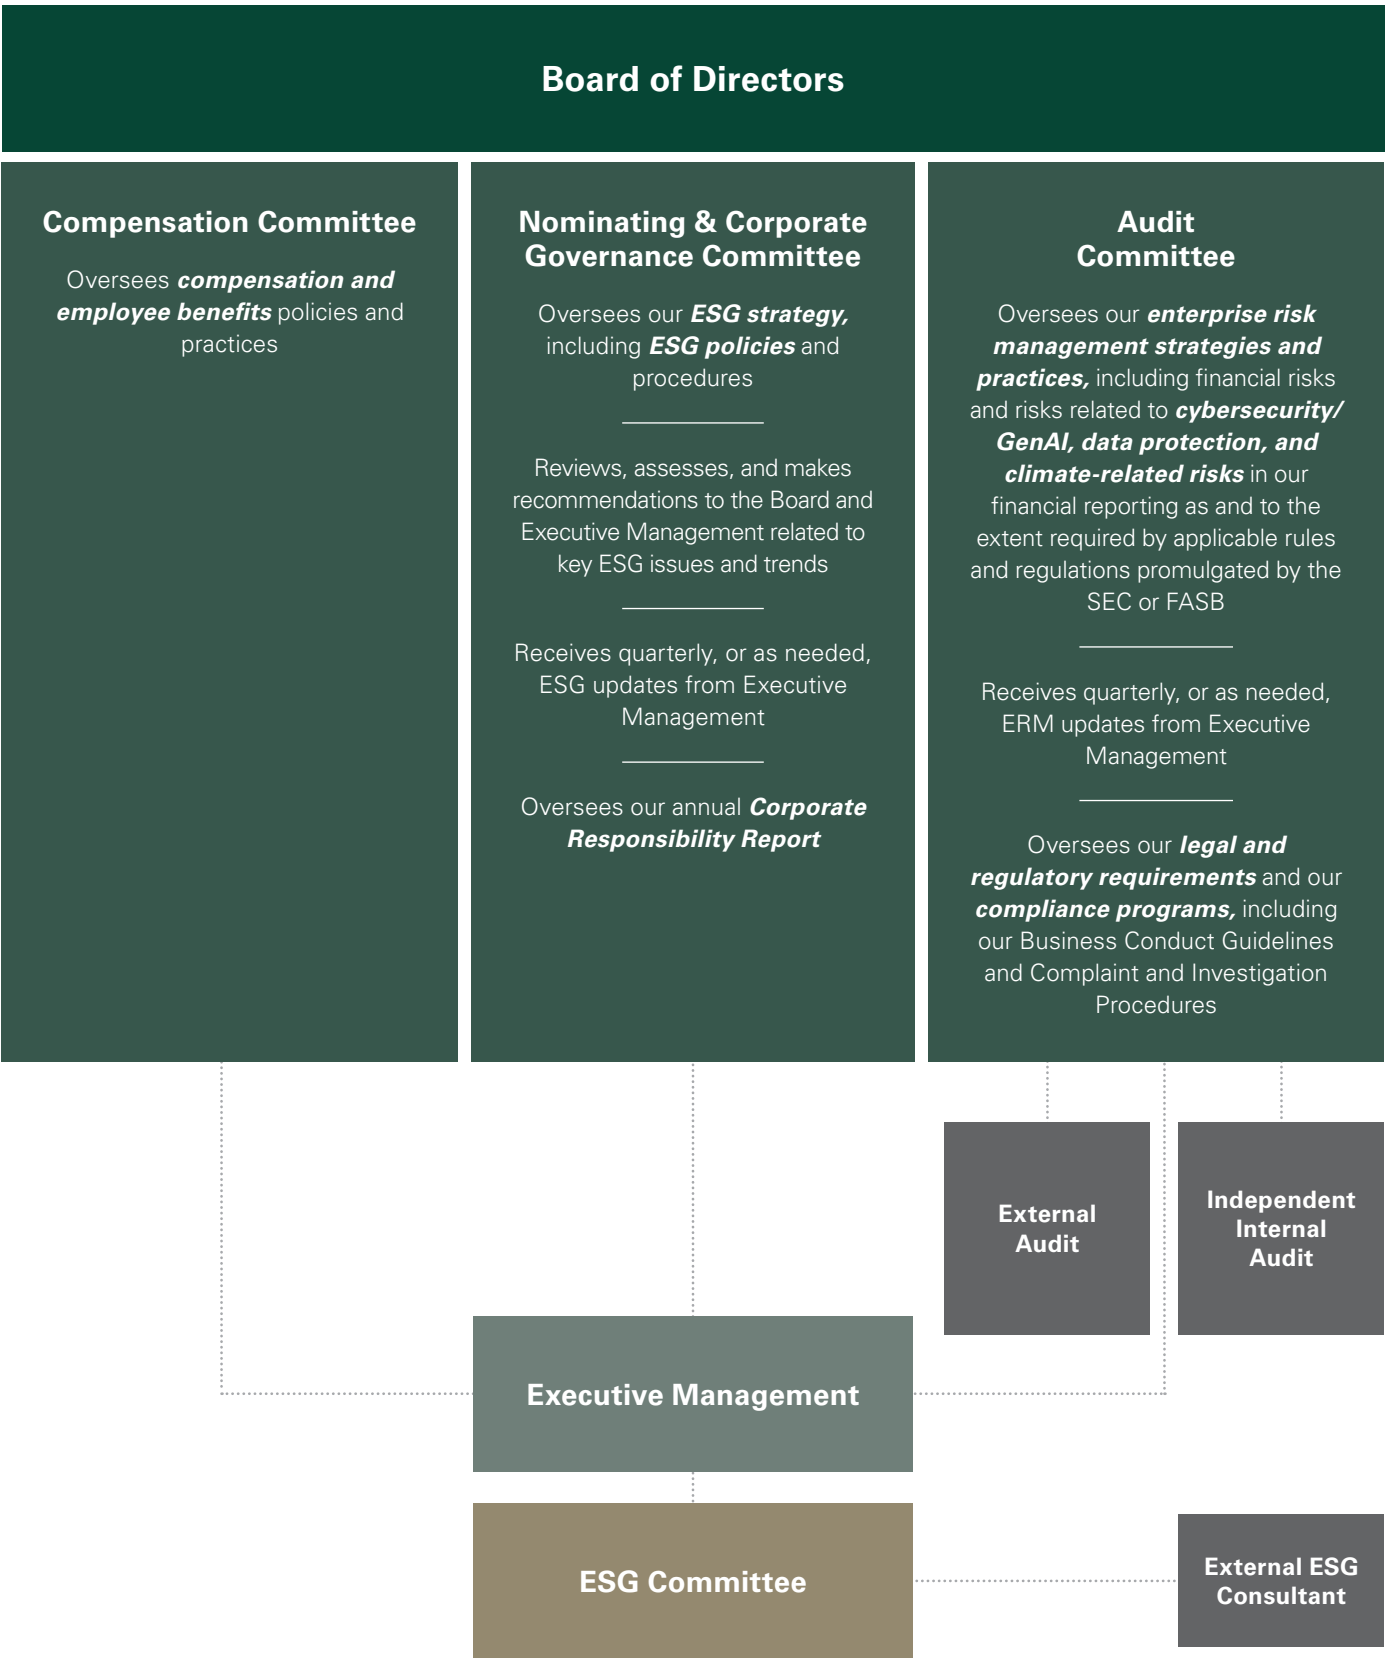 Board of Directors
Compensation Committee
Oversees compensation and
employee benefits policies and
practices
Nominating & Corporate
Governance Committee
Oversees our ESG strategy,
including ESG policies and
procedures
Reviews, assesses, and makes
recommendations to the Board and
Executive Management related to
key ESG issues and trends
Receives quarterly, or as needed,
ESG updates from Executive
Management
Oversees our annual Corporate
Responsibility Report
Audit
Committee
Oversees our enterprise risk
management strategies and
practices, including financial risks
and risks related to cybersecurity/
GenAI, data protection, and
climate-related risks in our
financial reporting as and to the
extent required by applicable rules
and regulations promulgated by the
SEC or FASB
Receives quarterly, or as needed,
ERM updates from Executive
Management
Oversees our legal and
regulatory requirements and our
compliance programs, including
our Business Conduct Guidelines
and Complaint and Investigation
Procedures
External
Audit
Independent
Internal
Audit
Executive Management
ESG Committee
External ESG
Consultant